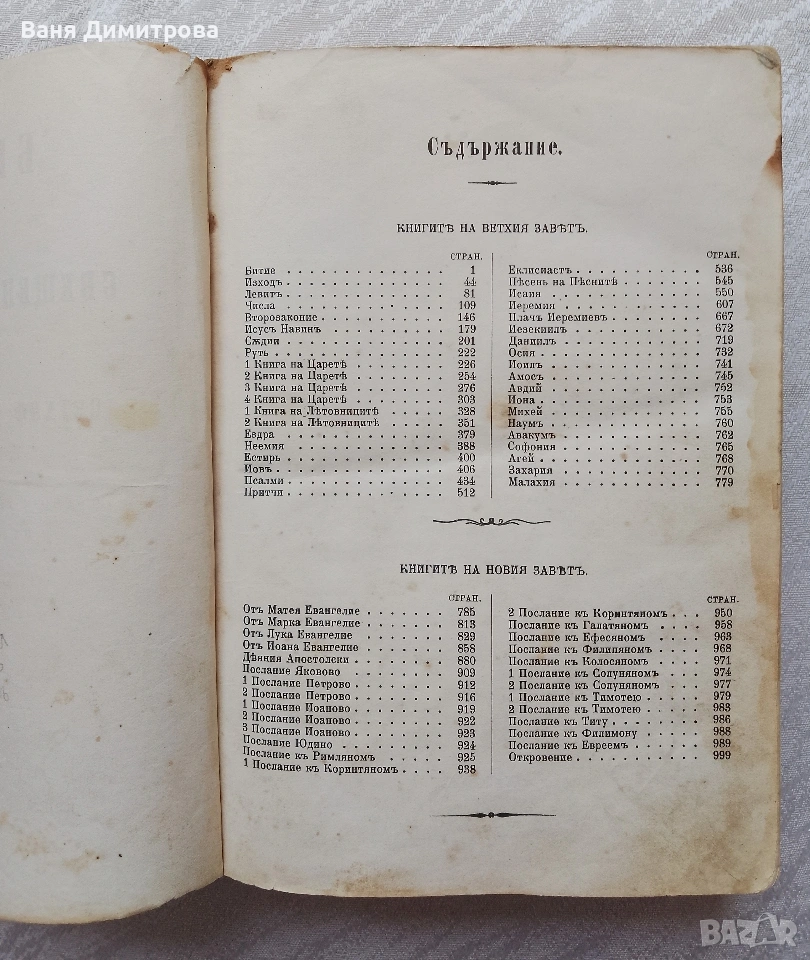 Ваня Димитрова
Съдържание.
КНИГИТѢ НА ВЕТХИЯ ЗАВѢТЪ.
СТРАН.
Битие . . . . . . . . . . . . 1
Изходъ . . . . . . . . . . . . 44
Левитъ . . . . . . . . . . . . 81
Числа . . . . . . . . . . . . 109
Второзаконие . . . . . . . . . 146
Исусъ Навинъ . . . . . . . . . 179
Сѫдии . . . . . . . . . . . . 201
Руть . . . . . . . . . . . . 222
1 Книга на Царетѣ . . . . . . 226
2 Книга на Царетѣ . . . . . . 254
3 Книга на Царетѣ . . . . . . 276
4 Книга на Царетѣ . . . . . . 303
1 Книга на Лѣтовницитѣ . . . . 328
2 Книга на Лѣтовницитѣ . . . . 351
Ездра . . . . . . . . . . . . 379
Неемия . . . . . . . . . . . . 388
Естирь . . . . . . . . . . . . 400
Иовъ . . . . . . . . . . . . 406
Псалми . . . . . . . . . . . . 434
Притчи . . . . . . . . . . . . 512
СТРАН.
Еклисиастъ . . . . . . . . . . 536
Пѣсень на Пѣснитѣ . . . . . . 545
Исаия . . . . . . . . . . . . 550
Иеремия . . . . . . . . . . . 607
Плачъ Иеремиевъ . . . . . . . 667
Иезекиилъ . . . . . . . . . . 672
Даниилъ . . . . . . . . . . . 719
Осия . . . . . . . . . . . . 732
Иоилъ . . . . . . . . . . . . 741
Амосъ . . . . . . . . . . . . 745
Авдий . . . . . . . . . . . . 752
Иона . . . . . . . . . . . . 753
Михей . . . . . . . . . . . . 755
Наумъ . . . . . . . . . . . . 760
Авакумъ . . . . . . . . . . . 762
Софония . . . . . . . . . . . 765
Агей . . . . . . . . . . . . 768
Захария . . . . . . . . . . . 770
Малахия . . . . . . . . . . . 779
КНИГИТѢ НА НОВИЯ ЗАВѢТЪ.
СТРАН.
Отъ Матея Евангелие . . . . . . 785
Отъ Марка Евангелие . . . . . . 813
Отъ Лука Евангелие . . . . . . 829
Отъ Иоана Евангелие . . . . . . 858
Дѣяния Апостолски . . . . . . 880
Послание Яковово . . . . . . . 909
1 Послание Петрово . . . . . . 912
2 Послание Петрово . . . . . . 916
1 Послание Иоаново . . . . . . 919
2 Послание Иоаново . . . . . . 922
3 Послание Иоаново . . . . . . 923
Послание Юдино . . . . . . . . 924
Послание къ Римляномъ . . . . . 925
1 Послание къ Коринтяномъ . . . . 938
СТРАН.
2 Послание къ Коринтяномъ . . . 950
Послание къ Галатяномъ . . . . 958
Послание къ Ефесяномъ . . . . . 963
Послание къ Филипяномъ . . . . 968
Послание къ Колосяномъ . . . . 971
1 Послание къ Солуняномъ . . . . 974
2 Послание къ Солуняномъ . . . . 977
1 Послание къ Тимотею . . . . . 979
2 Послание къ Тимотею . . . . . 983
Послание къ Титу . . . . . . . 986
Послание къ Филимону . . . . . 988
Послание къ Евреемъ . . . . . . 989
Откровение . . . . . . . . . . 999
BAZAR